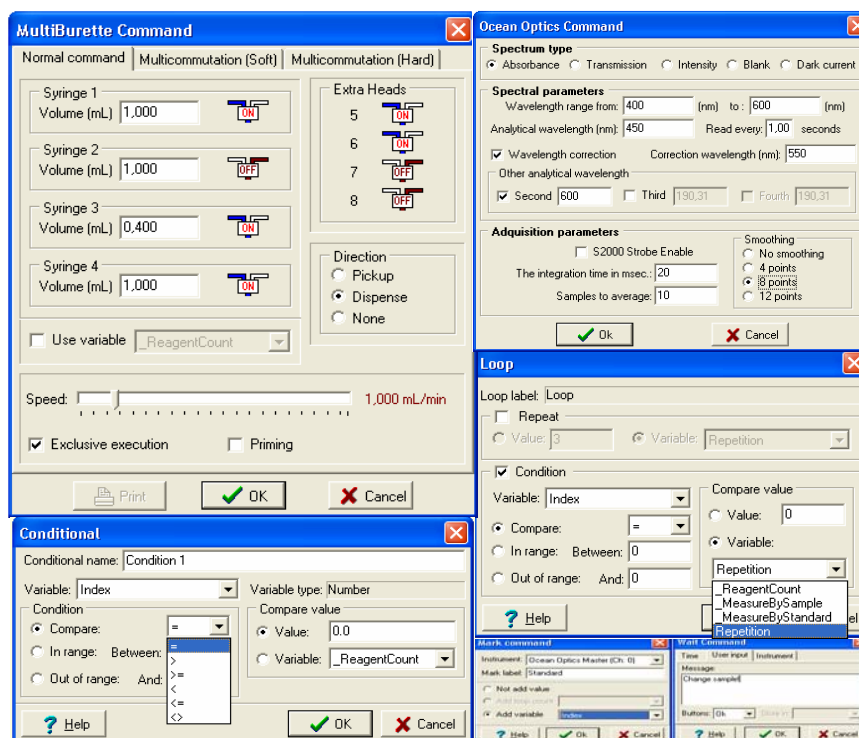 MultiBurette Command
Normal command
Multicommutation (Soft)
Multicommutation (Hard)
Syringe 1
Volume (mL) 1,000 ON
Syringe 2
Volume (mL) 1,000 OFF
Syringe 3
Volume (mL) 0,400 ON
Syringe 4
Volume (mL) 1,000 ON
Extra Heads
5 ON
6 ON
7 OFF
8 OFF
Direction
Pickup
Dispense
None
Use variable _ReagentCount
Speed: 1,000 mL/min
Exclusive execution Priming
Print OK Cancel
Ocean Optics Command
Spectrum type
Absorbance Transmission Intensity Blank Dark current
Spectral parameters
Wavelength range from: 400 (nm) to: 600 (nm)
Analytical wavelength (nm): 450 Read every: 1,00 seconds
Wavelength correction Correction wavelength (nm): 550
Other analytical wavelength
Second 600 Third 190,31 Fourth 190,31
Adquisition parameters
S2000 Strobe Enable
The integration time in msec.: 20
Samples to average: 10
Smoothing
No smoothing
4 points
8 points
12 points
Ok Cancel
Loop
Loop label: Loop
Repeat
Value: 3 Variable: Repetition
Condition
Variable: Index
Compare: =
In range: Between: 0
Out of range: And: 0
Compare value
Value: 0
Variable:
Repetition
_ReagentCount
_MeasureBySample
_MeasureByStandard
Repetition
Help
Conditional
Conditional name: Condition 1
Variable: Index Variable type: Number
Condition
Compare: =
In range: Between:
Out of range: And:
=
>
>=
<
<=
<>
Compare value
Value: 0.0
Variable: _ReagentCount
Help OK Cancel
Mark command
Instrument: Ocean Optics Master (Ch: 0)
Mark label: Standard
Not add value
Add loop count
Add variable Index
Help Ok Cancel
Wait Command
Time User input Instrument
Message:
Change sample!
Buttons: Ok
Help OK Cancel